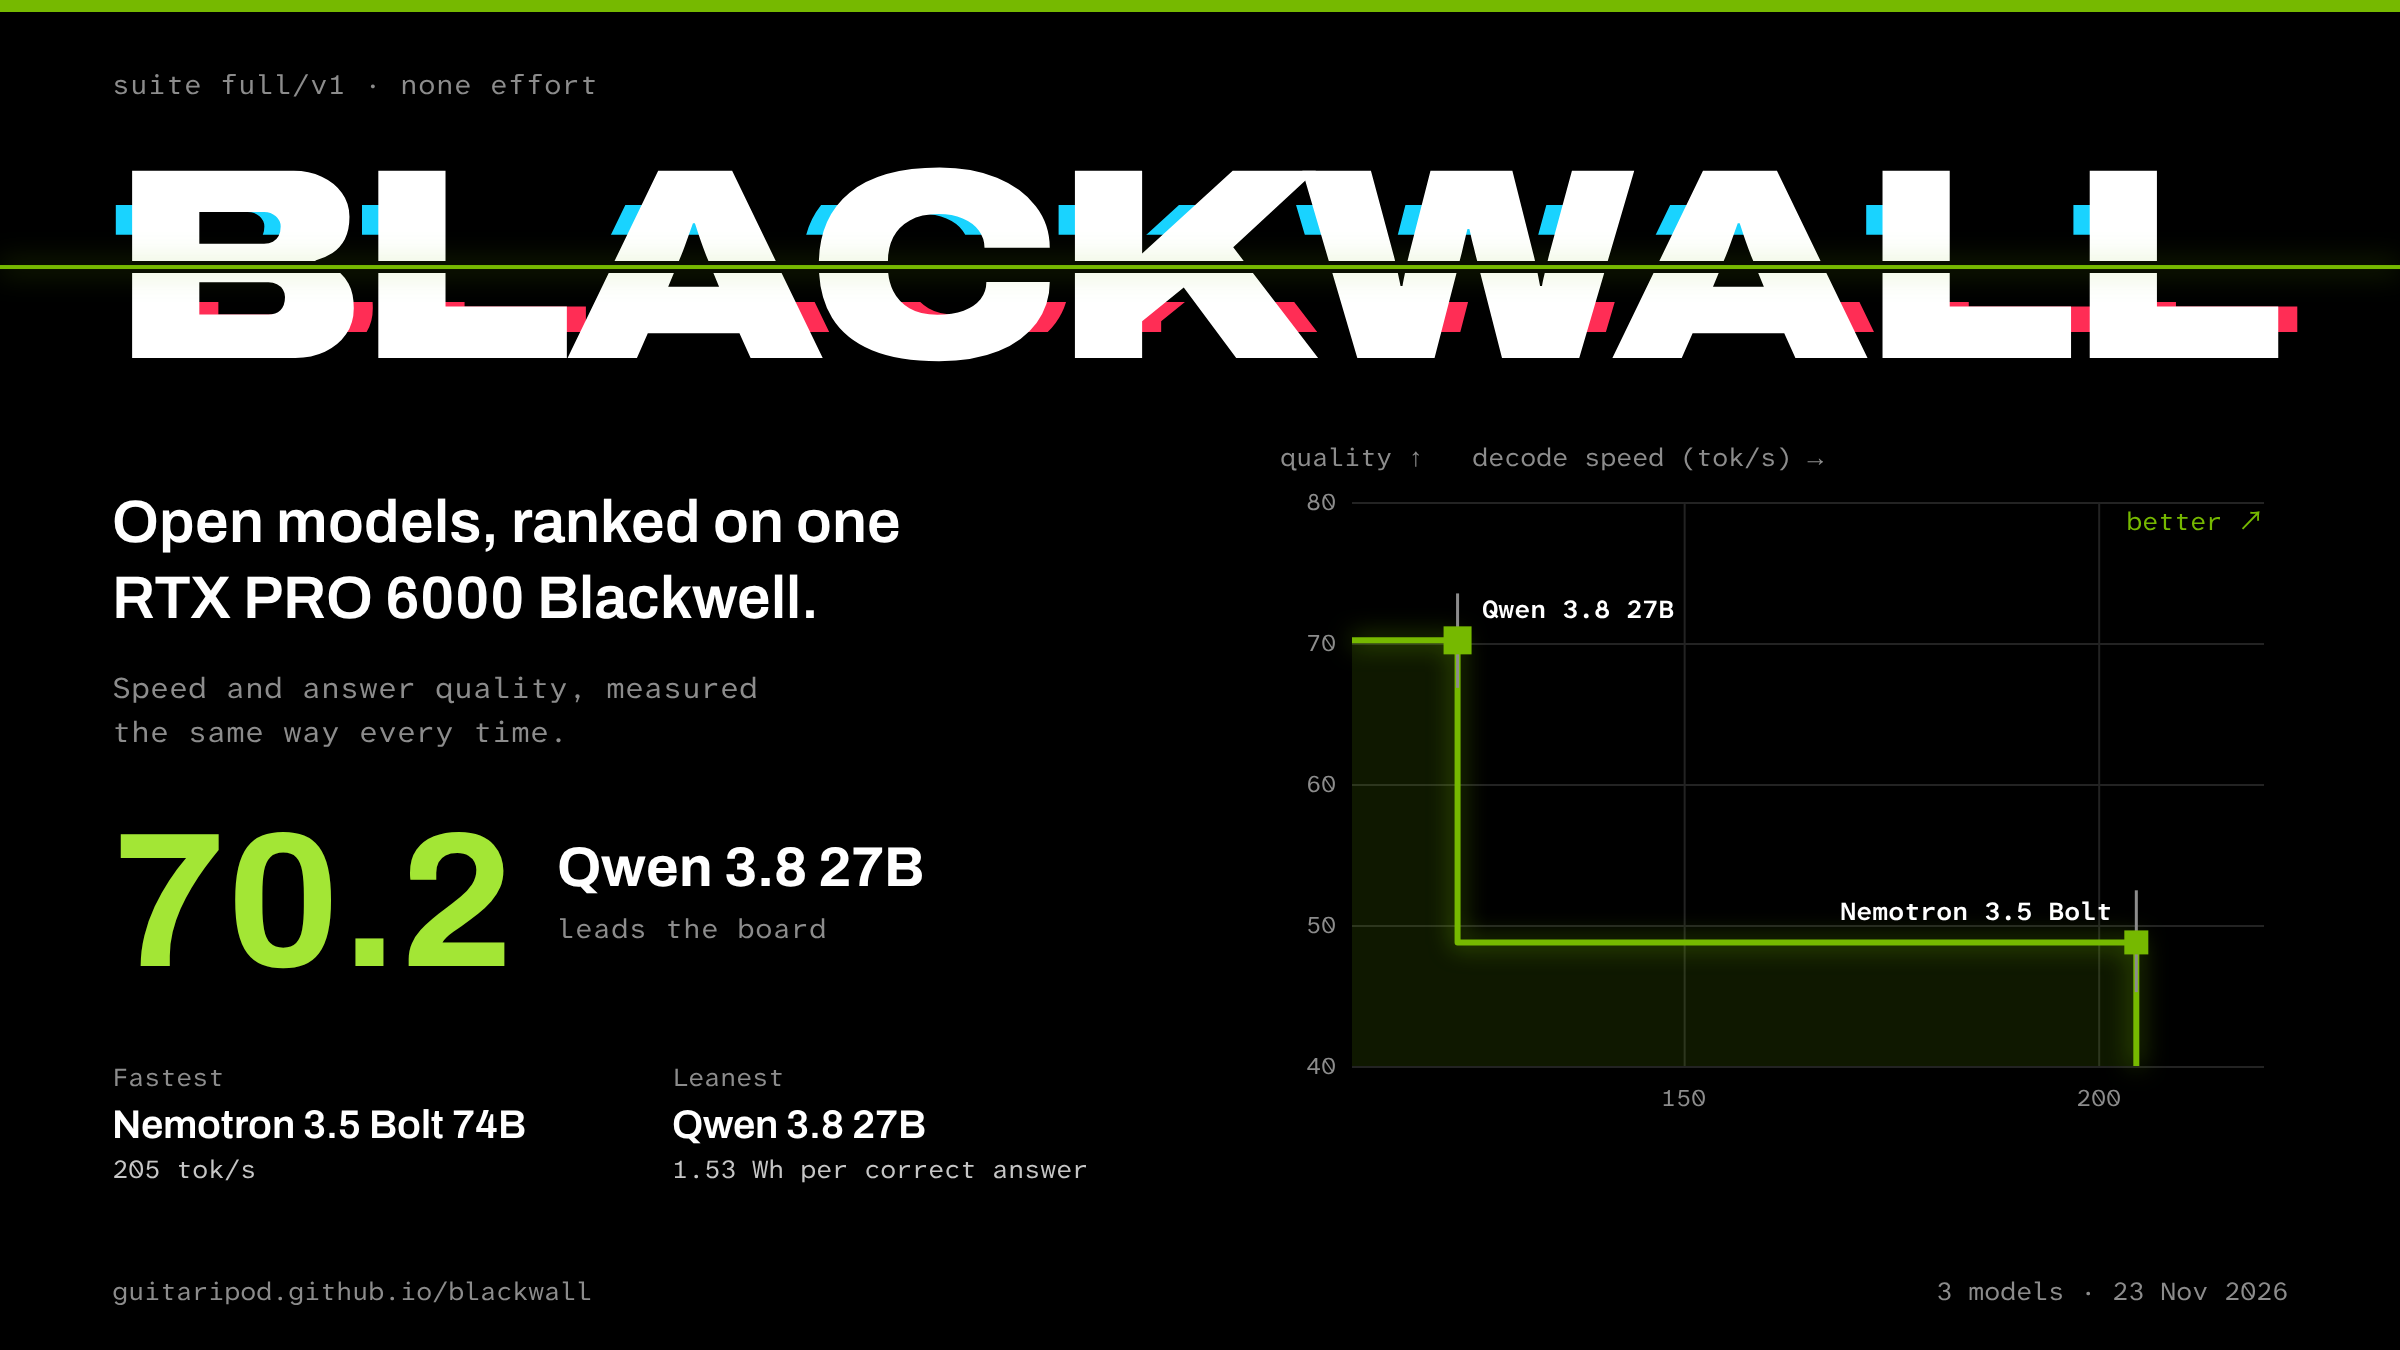 suite full/v1 · none effort
BLACKWALL
Open models, ranked on one
RTX PRO 6000 Blackwell.
Speed and answer quality, measured
the same way every time.
70.2
Qwen 3.8 27B
leads the board
Fastest
Nemotron 3.5 Bolt 74B
205 tok/s
Leanest
Qwen 3.8 27B
1.53 Wh per correct answer
quality ↑ decode speed (tok/s) →
80
better ↗
Qwen 3.8 27B
70
60
Nemotron 3.5 Bolt
50
40
150 200
guitaripod.github.io/blackwall
3 models · 23 Nov 2026